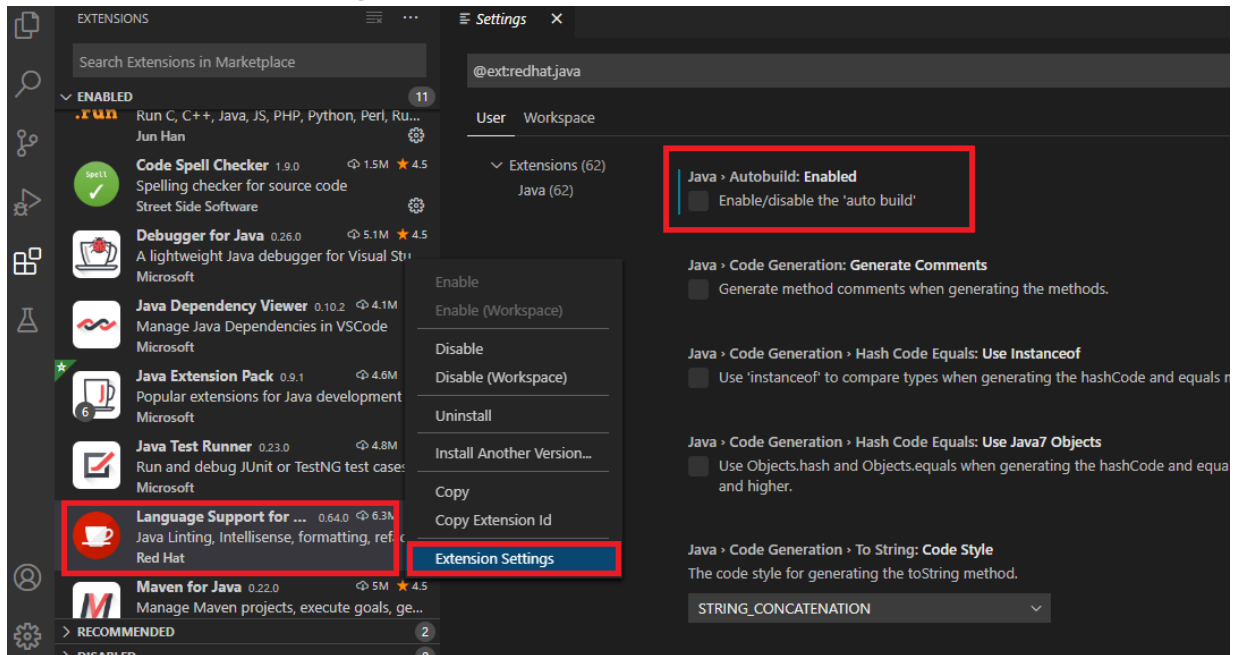 EXTENSIONS
Search Extensions in Marketplace
ENABLED 11
.run
Run C, C++, Java, JS, PHP, Python, Perl, Ru...
Jun Han
Spell
Code Spell Checker 1.9.0 1.5M 4.5
Spelling checker for source code
Street Side Software
Debugger for Java 0.26.0 5.1M 4.5
A lightweight Java debugger for Visual Stu
Microsoft
Java Dependency Viewer 0.10.2 4.1M
Manage Java Dependencies in VSCode
Microsoft
Java Extension Pack 0.9.1 4.6M
Popular extensions for Java development
Microsoft
6
Java Test Runner 0.23.0 4.8M
Run and debug JUnit or TestNG test cases
Microsoft
Language Support for ... 0.64.0 6.3M
Java Linting, Intellisense, formatting, ref
Red Hat
Maven for Java 0.22.0 5M 4.5
Manage Maven projects, execute goals, ge...
RECOMMENDED 2
DISABLED
Enable
Enable (Workspace)
Disable
Disable (Workspace)
Uninstall
Install Another Version...
Copy
Copy Extension Id
Extension Settings
Settings
@ext:redhat.java
User Workspace
Extensions (62)
Java (62)
Java › Autobuild: Enabled
Enable/disable the 'auto build'
Java › Code Generation: Generate Comments
Generate method comments when generating the methods.
Java › Code Generation › Hash Code Equals: Use Instanceof
Use 'instanceof' to compare types when generating the hashCode and equals
Java › Code Generation › Hash Code Equals: Use Java7 Objects
Use Objects.hash and Objects.equals when generating the hashCode and equa
and higher.
Java › Code Generation › To String: Code Style
The code style for generating the toString method.
STRING_CONCATENATION